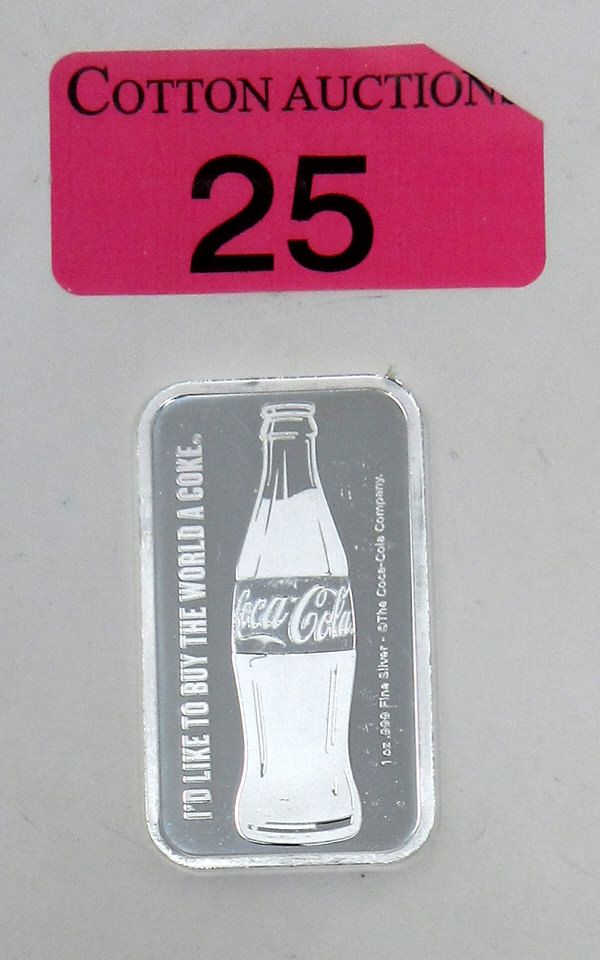 COTTON AUCTIONS
25
I'D LIKE TO BUY THE WORLD A COKE.®
Coca-Cola
1 oz .999 Fine Silver - ©The Coca-Cola Company.